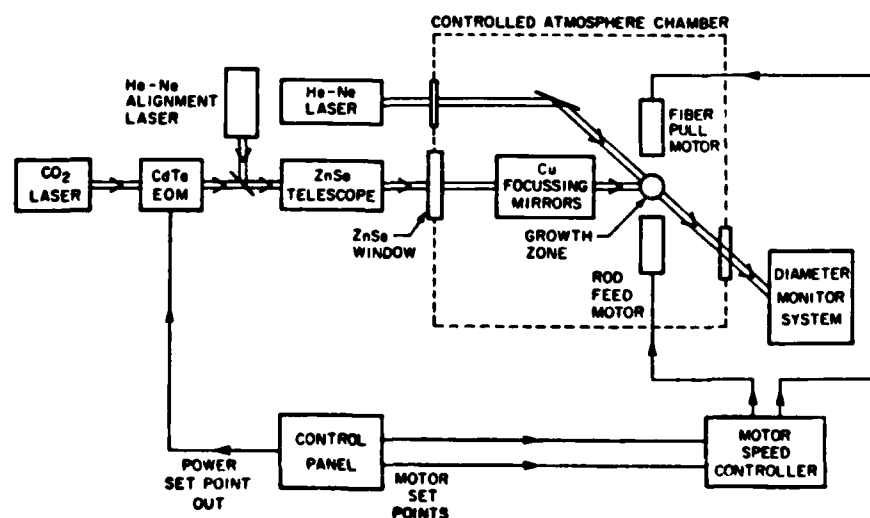 CONTROLLED ATMOSPHERE CHAMBER
He-Ne
ALIGNMENT
LASER
He-Ne
LASER
FIBER
PULL
MOTOR
CO2
LASER
CdTe
EOM
ZnSe
TELESCOPE
Cu
FOCUSSING
MIRRORS
ZnSe
WINDOW
GROWTH
ZONE
ROD
FEED
MOTOR
DIAMETER
MONITOR
SYSTEM
CONTROL
PANEL
MOTOR
SPEED
CONTROLLER
POWER
SET POINT
OUT
MOTOR
SET
POINTS